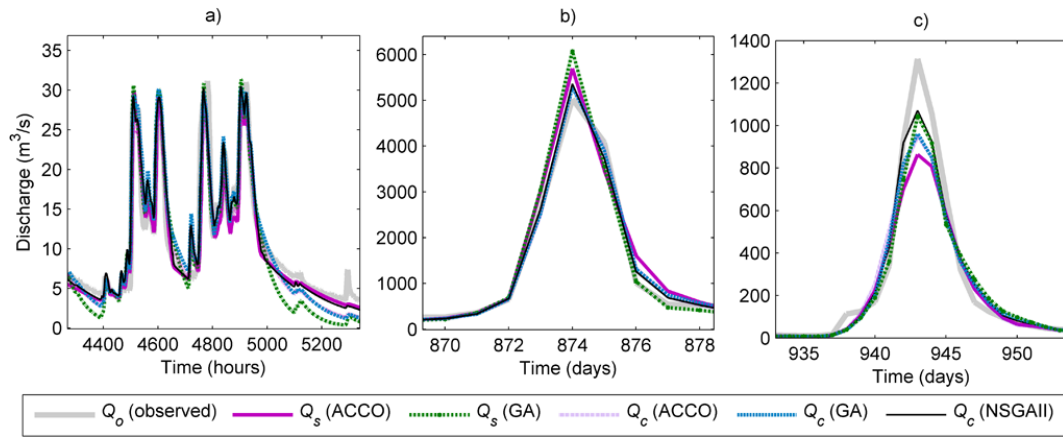 a)
b)
c)
Discharge (m³/s)
35
30
25
20
15
10
5
0
4400 4600 4800 5000 5200
Time (hours)
6000
5000
4000
3000
2000
1000
0
870 872 874 876 878
Time (days)
1400
1200
1000
800
600
400
200
0
935 940 945 950
Time (days)
Qo (observed) Qs (ACCO) Qs (GA) Qc (ACCO) Qc (GA) Qc (NSGAII)